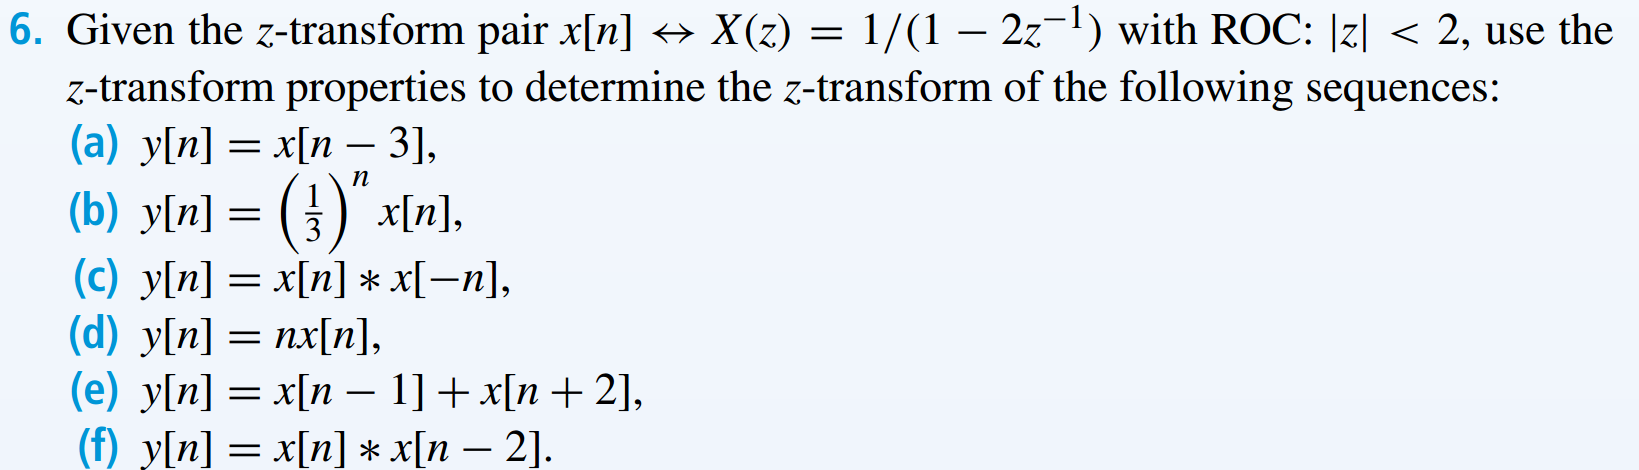 6. Given the z-transform pair x[n] ↔ X(z) = 1/(1 − 2z⁻¹) with ROC: |z| < 2, use the
z-transform properties to determine the z-transform of the following sequences:
(a) y[n] = x[n − 3],
(b) y[n] = (1/3)ⁿ x[n],
(c) y[n] = x[n] ∗ x[−n],
(d) y[n] = nx[n],
(e) y[n] = x[n − 1] + x[n + 2],
(f) y[n] = x[n] ∗ x[n − 2].